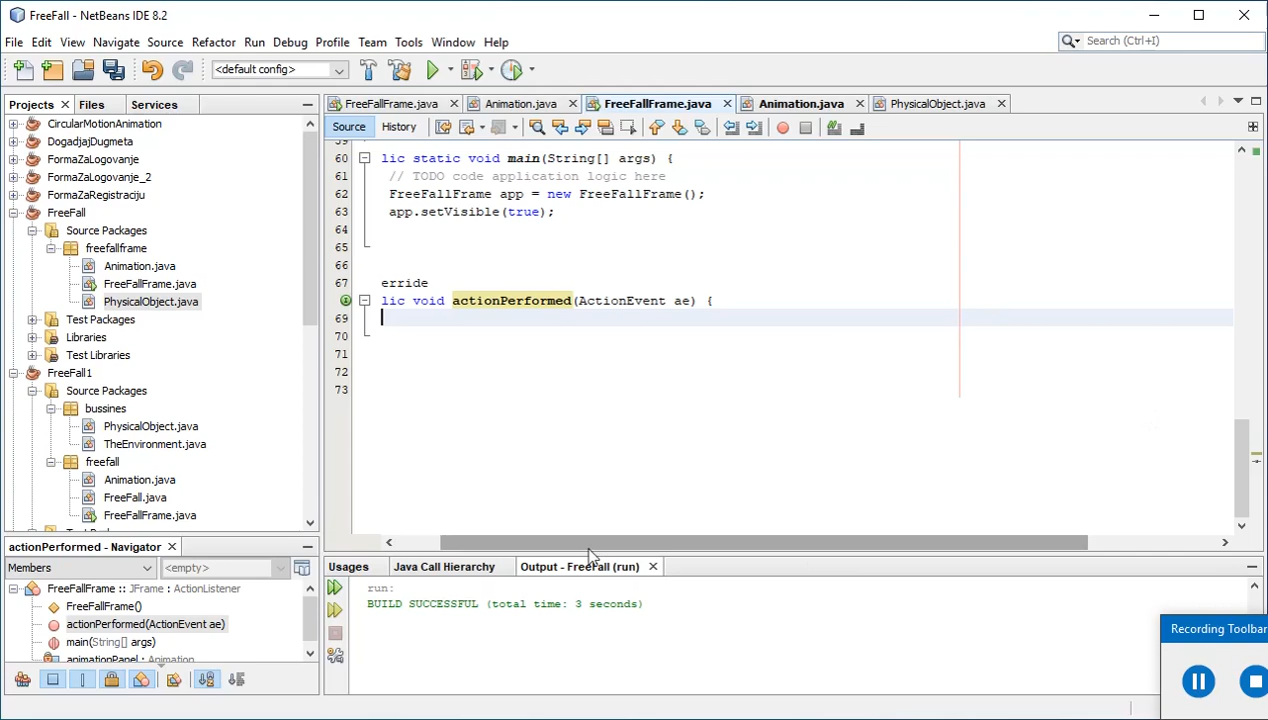 FreeFall - NetBeans IDE 8.2
File Edit View Navigate Source Refactor Run Debug Profile Team Tools Window Help
Search (Ctrl+I)
<default config>
Projects Files Services
CircularMotionAnimation
DogadjajDugmeta
FormaZaLogovanje
FormaZaLogovanje_2
FormaZaRegistraciju
FreeFall
Source Packages
freefallframe
Animation.java
FreeFallFrame.java
PhysicalObject.java
Test Packages
Libraries
Test Libraries
FreeFall1
Source Packages
bussines
PhysicalObject.java
TheEnvironment.java
freefall
Animation.java
FreeFall.java
FreeFallFrame.java
actionPerformed - Navigator
Members
<empty>
FreeFallFrame :: JFrame : ActionListener
FreeFallFrame()
actionPerformed(ActionEvent ae)
main(String[] args)
animationPanel : Animation
FreeFallFrame.java Animation.java FreeFallFrame.java Animation.java PhysicalObject.java
Source History
60 lic static void main(String[] args) {
61 // TODO code application logic here
62 FreeFallFrame app = new FreeFallFrame();
63 app.setVisible(true);
64
65
66
67 erride
68 lic void actionPerformed(ActionEvent ae) {
69
70
71
72
73
Usages Java Call Hierarchy Output - FreeFall (run)
run:
BUILD SUCCESSFUL (total time: 3 seconds)
Recording Toolbar